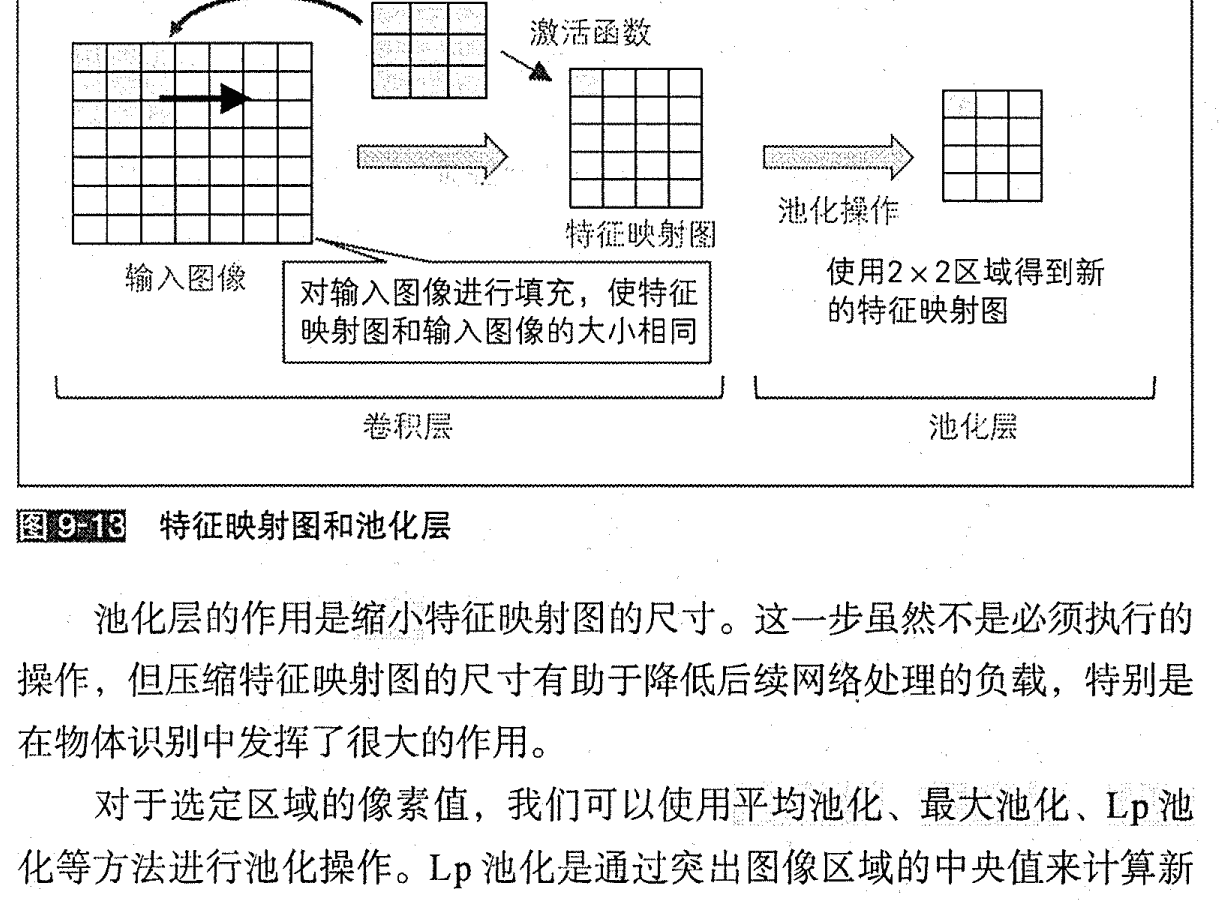 激活函数
池化操作
特征映射图
输入图像
对输入图像进行填充，使特征
映射图和输入图像的大小相同
使用2×2区域得到新
的特征映射图
卷积层
池化层
图 9-13 特征映射图和池化层
池化层的作用是缩小特征映射图的尺寸。这一步虽然不是必须执行的
操作，但压缩特征映射图的尺寸有助于降低后续网络处理的负载，特别是
在物体识别中发挥了很大的作用。
对于选定区域的像素值，我们可以使用平均池化、最大池化、Lp 池
化等方法进行池化操作。Lp 池化是通过突出图像区域的中央值来计算新